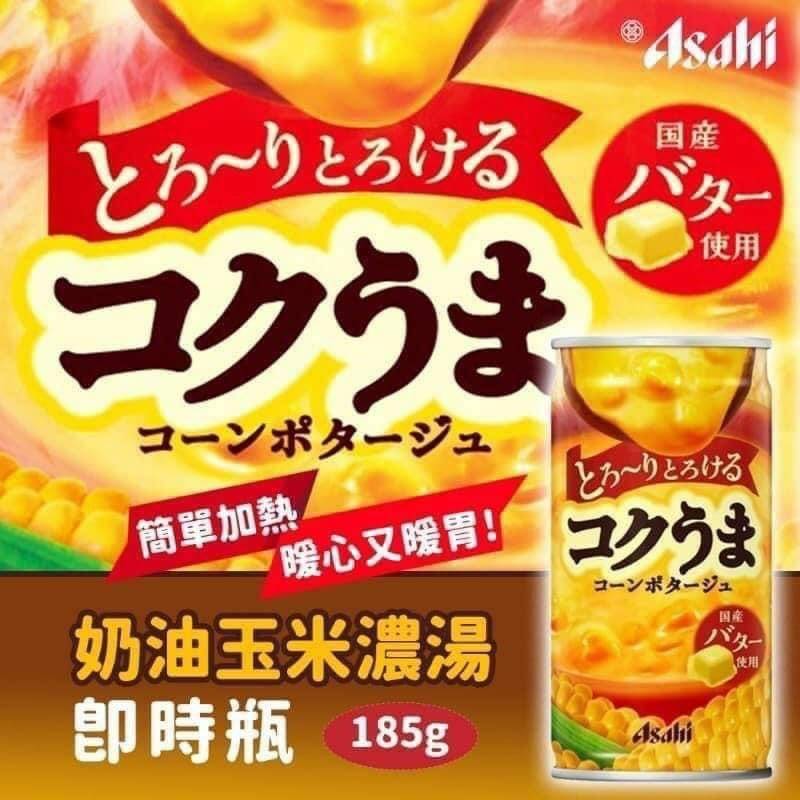 Asahi
とろ〜りとろける
国産
バター
使用
コクうま
コーンポタージュ
簡單加熱
暖心又暖胃!
奶油玉米濃湯
即時瓶
185g
とろ〜りとろける
コクうま
コーンポタージュ
国産
バター
使用
Asahi